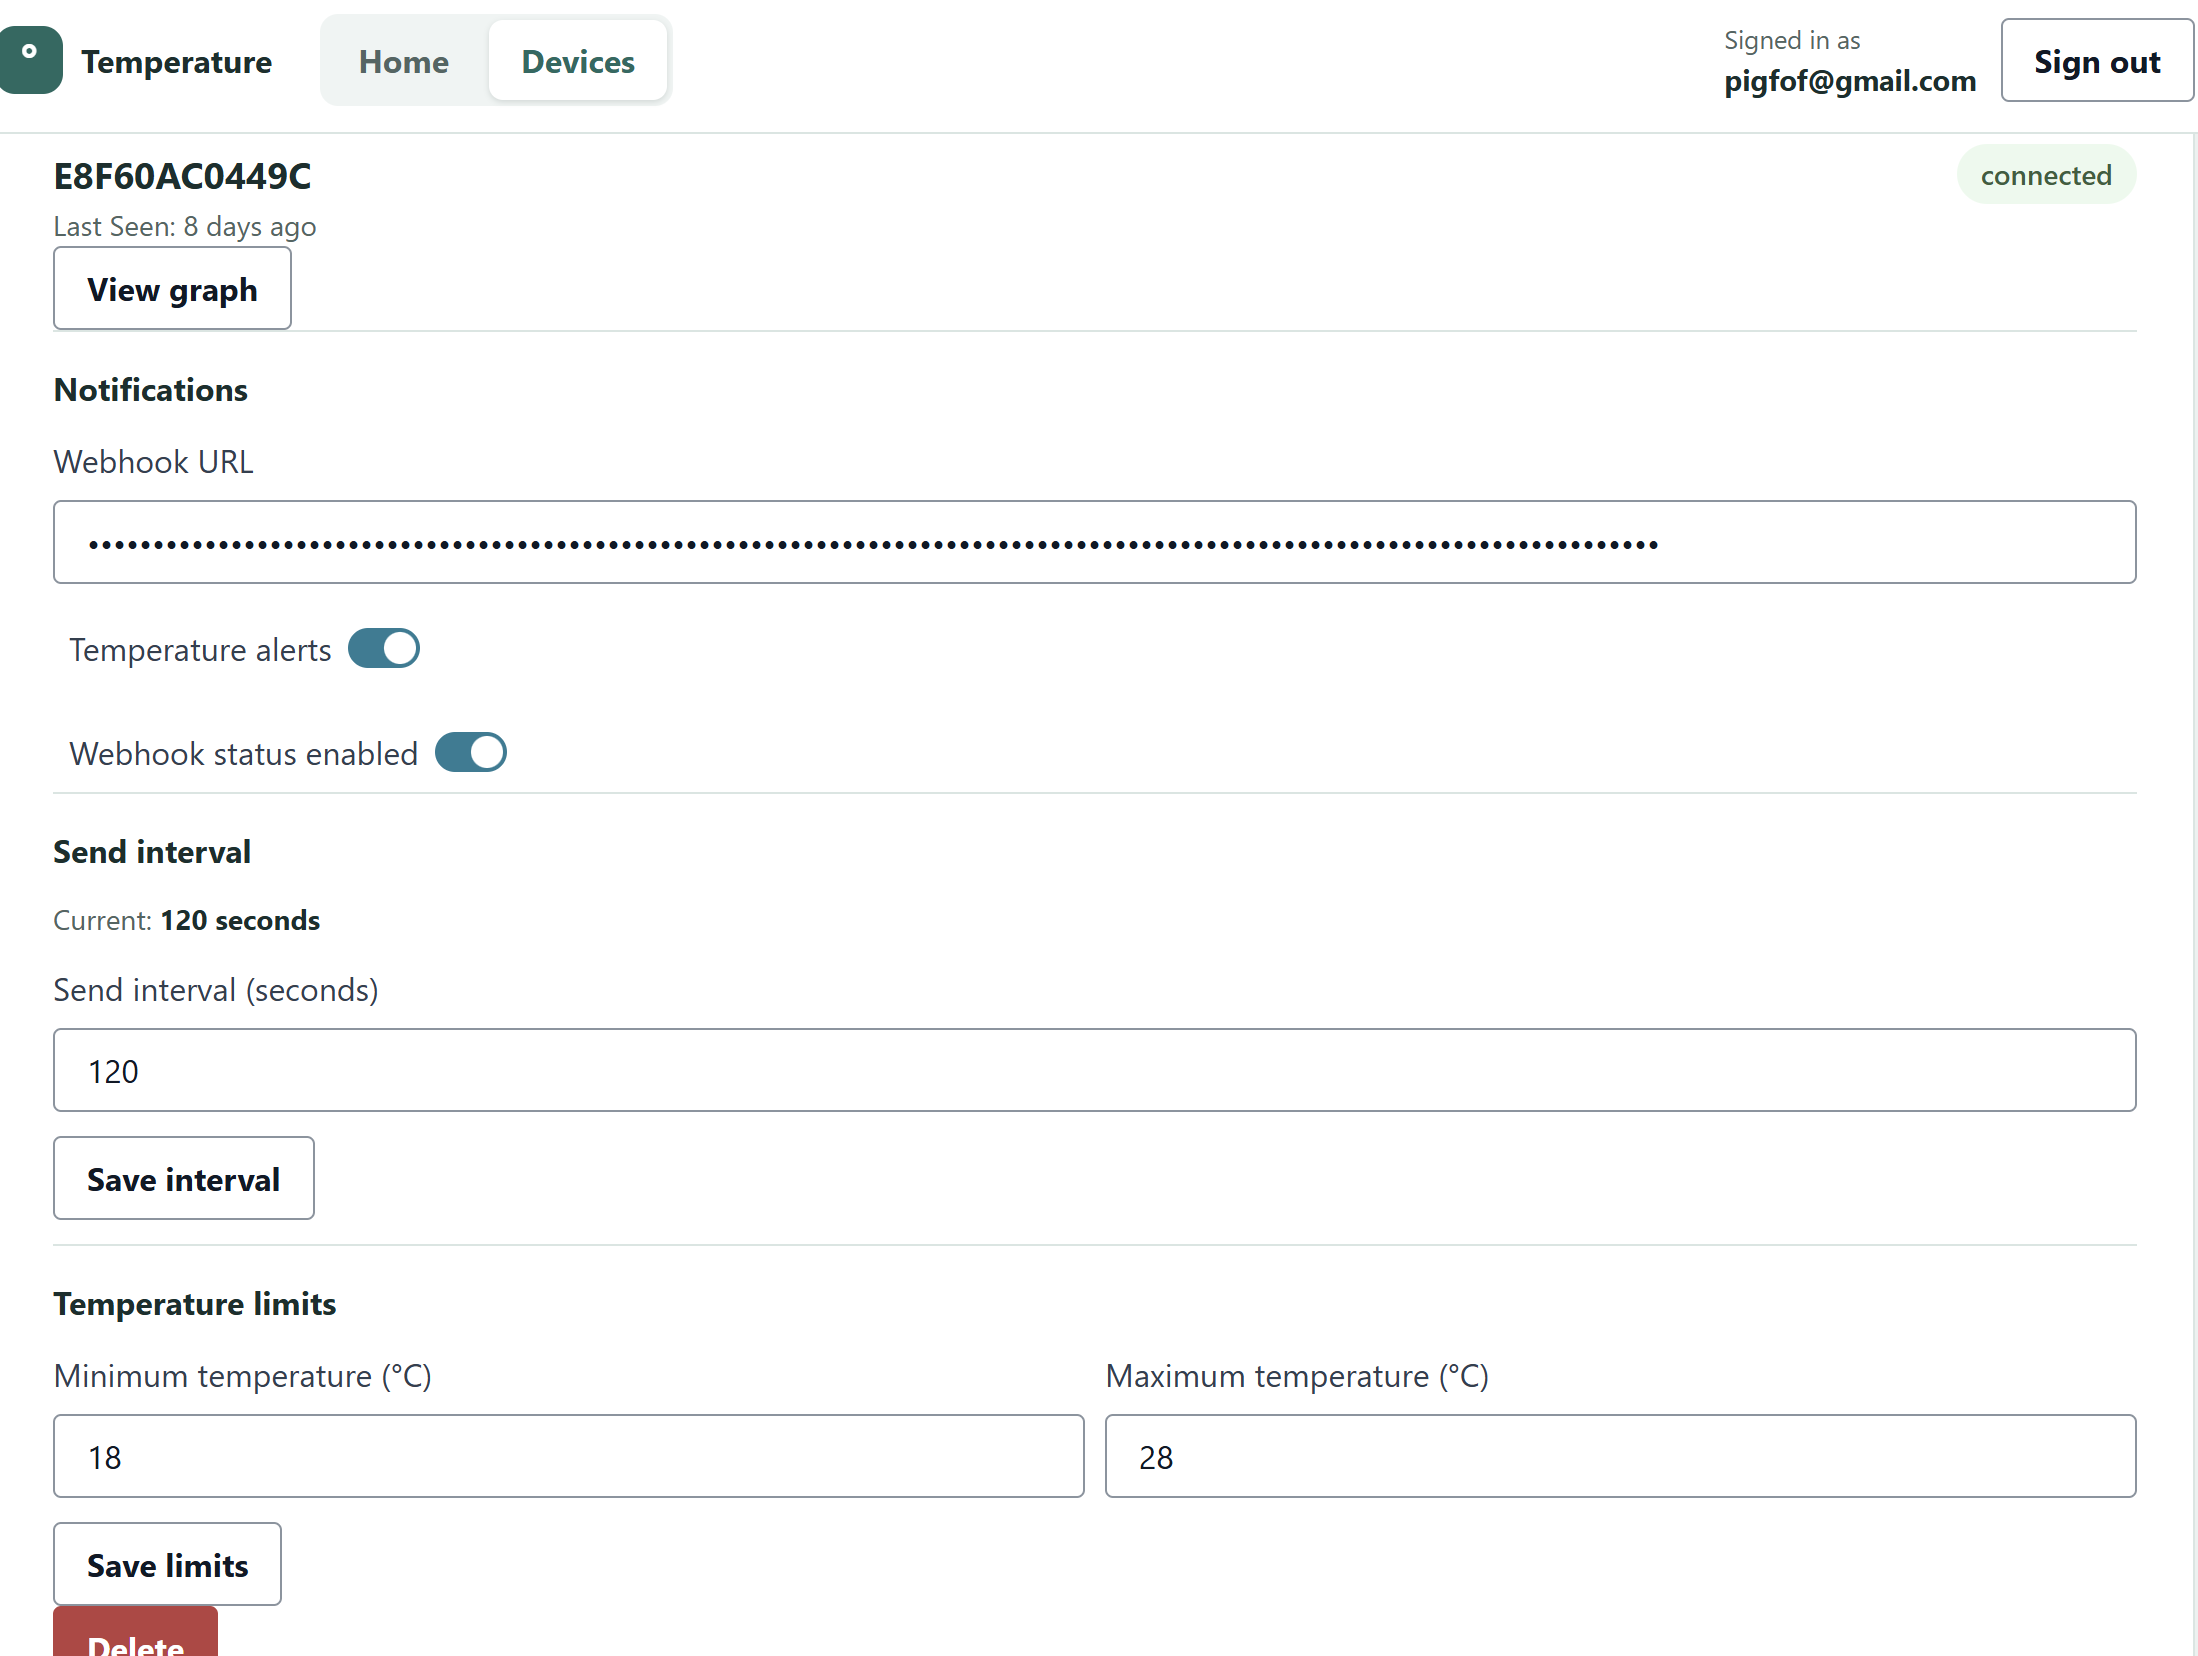 Temperature
Home
Devices
Signed in as
pigfof@gmail.com
Sign out
E8F60AC0449C
connected
Last Seen: 8 days ago
View graph
Notifications
Webhook URL
Temperature alerts
Webhook status enabled
Send interval
Current: 120 seconds
Send interval (seconds)
120
Save interval
Temperature limits
Minimum temperature (°C)
Maximum temperature (°C)
18
28
Save limits
Delete